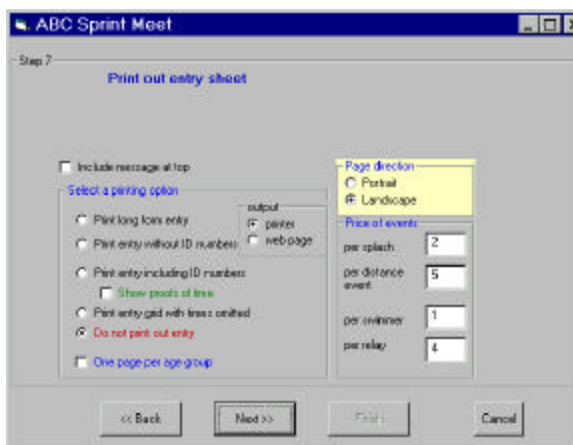 ABC Sprint Meet
Step 7
Print out entry sheet
Include message at top
Page direction
Portrait
Landscape
Select a printing option
output
Print long form entry
printer
Print entry without ID numbers
web page
Print entry including ID numbers
Show proofs of time
Print entry grid with times omitted
Do not print out entry
One page per age group
Price of events
per splash 2
per distance
event 5
per swimmer 1
per relay 4
<< Back
Next >>
Finish
Cancel